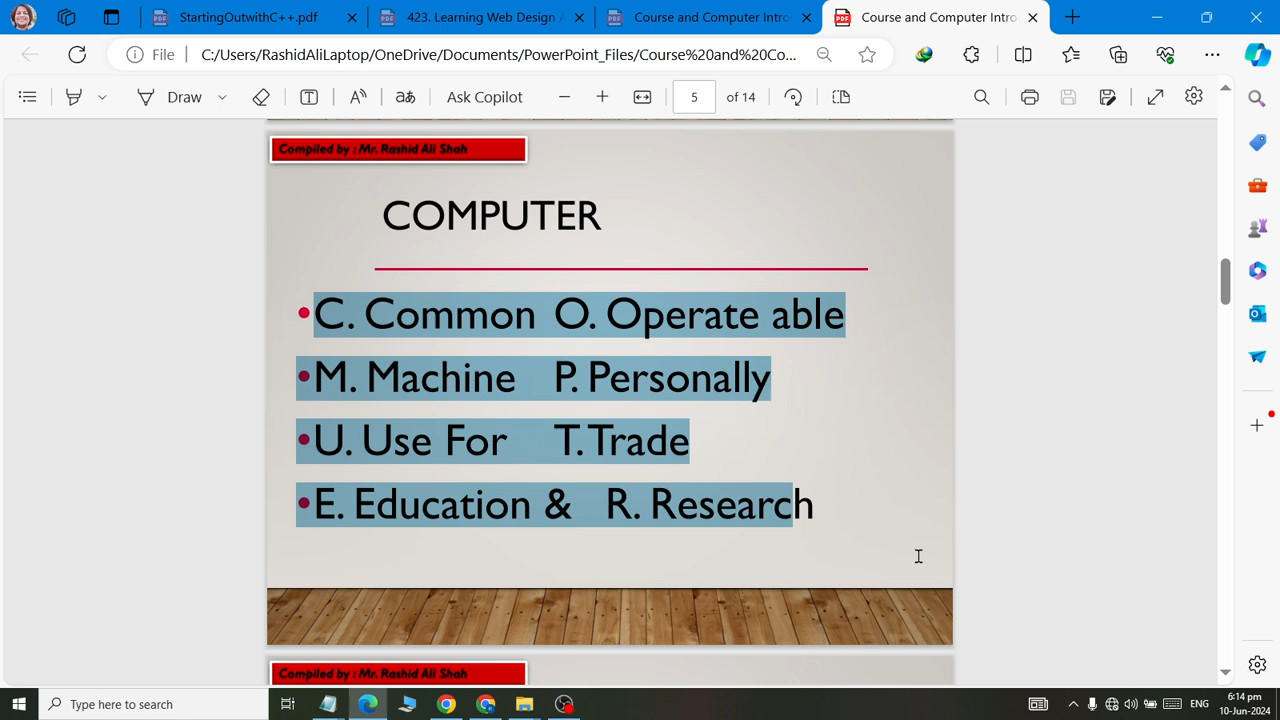 StartingOutwithC++.pdf
423. Learning Web Design
Course and Computer Intro
Course and Computer Intro
File
C:/Users/RashidAliLaptop/OneDrive/Documents/PowerPoint_Files/Course%20and%20Co...
Draw
aあ
Ask Copilot
5 of 14
Compiled by : Mr. Rashid Ali Shah
COMPUTER
•C. Common O. Operate able
•M. Machine P. Personally
•U. Use For T. Trade
•E. Education & R. Research
Compiled by : Mr. Rashid Ali Shah
Type here to search
ENG
6:14 pm
10-Jun-2024